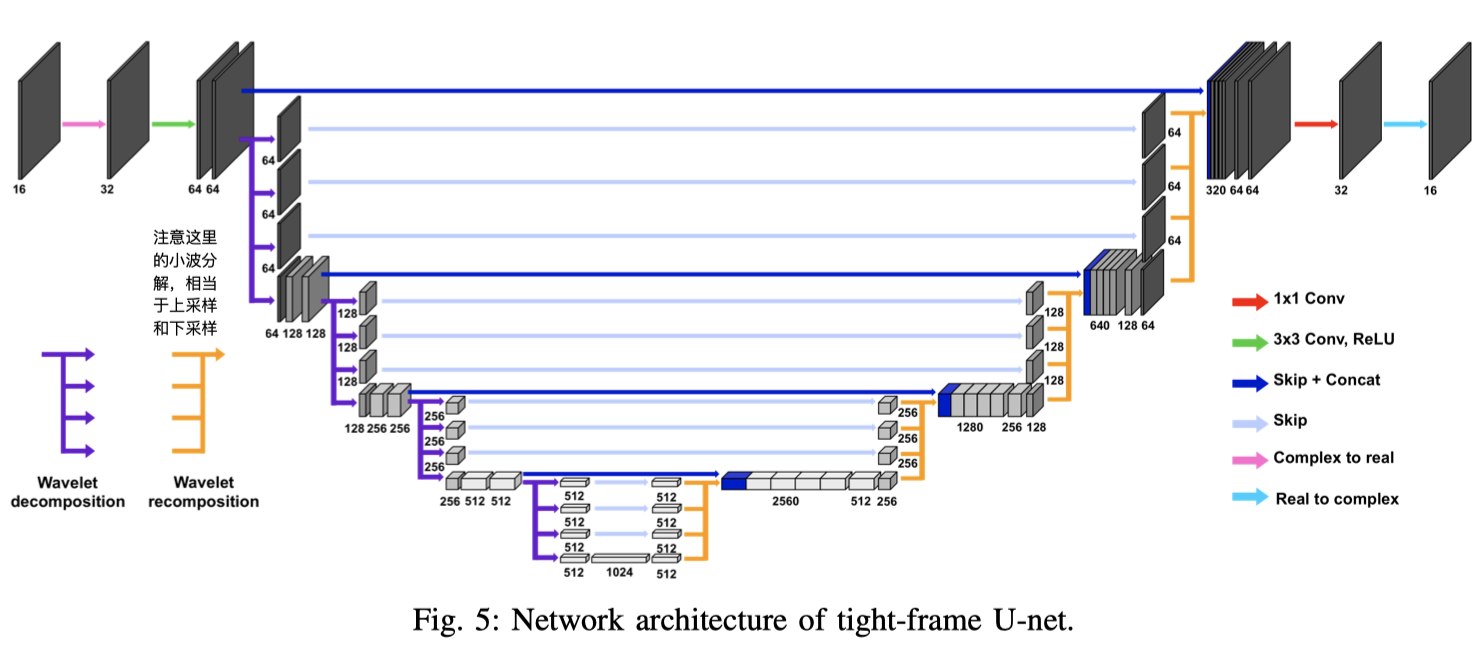 16
32
64 64
64
64
64
64 128 128
128
128
128
128 256 256
256
256
256
256 512 512
512
512
512
512
1024
512
512
512
512
2560
512 256
256
256
256
1280
256 128
128
128
128
640
128 64
64
64
64
320 64 64
32
16
注意这里
的小波分
解，相当
于上采样
和下采样
Wavelet
decomposition
Wavelet
recomposition
1x1 Conv
3x3 Conv, ReLU
Skip + Concat
Skip
Complex to real
Real to complex
Fig. 5: Network architecture of tight-frame U-net.